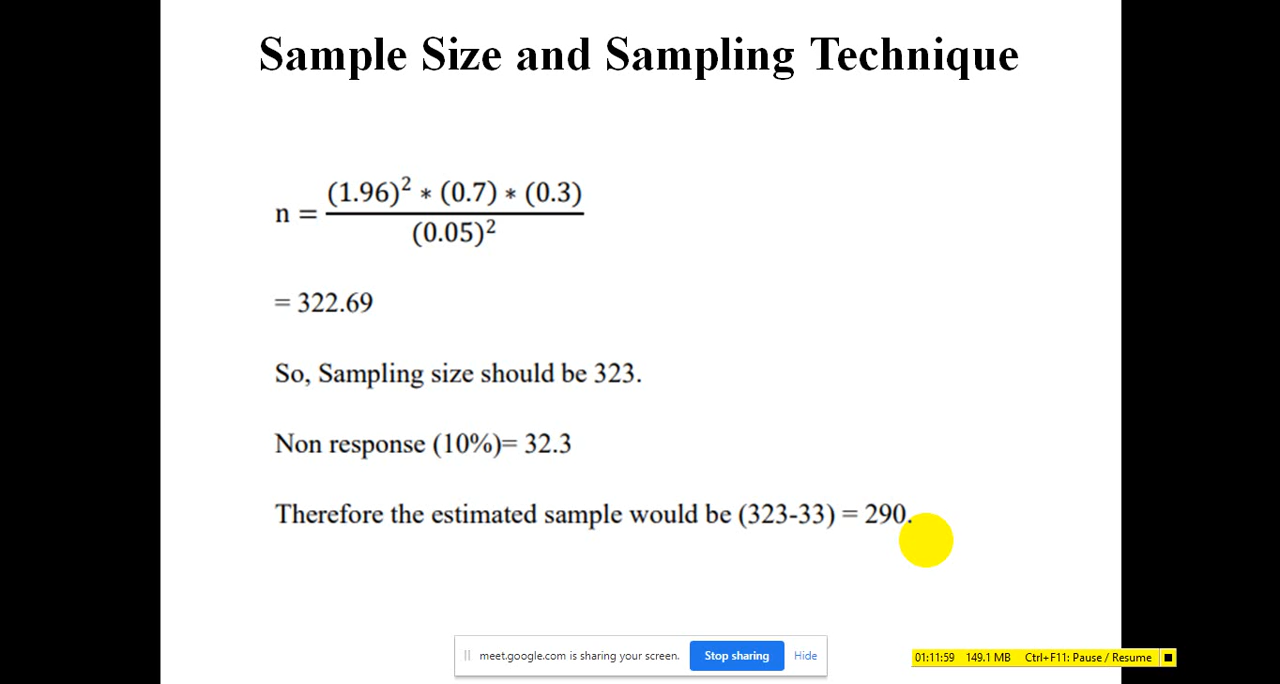 Sample Size and Sampling Technique
n = (1.96)² * (0.7) * (0.3)
(0.05)²
= 322.69
So, Sampling size should be 323.
Non response (10%)= 32.3
Therefore the estimated sample would be (323-33) = 290.
meet.google.com is sharing your screen. Stop sharing Hide
01:11:59 149.1 MB Ctrl+F11: Pause / Resume